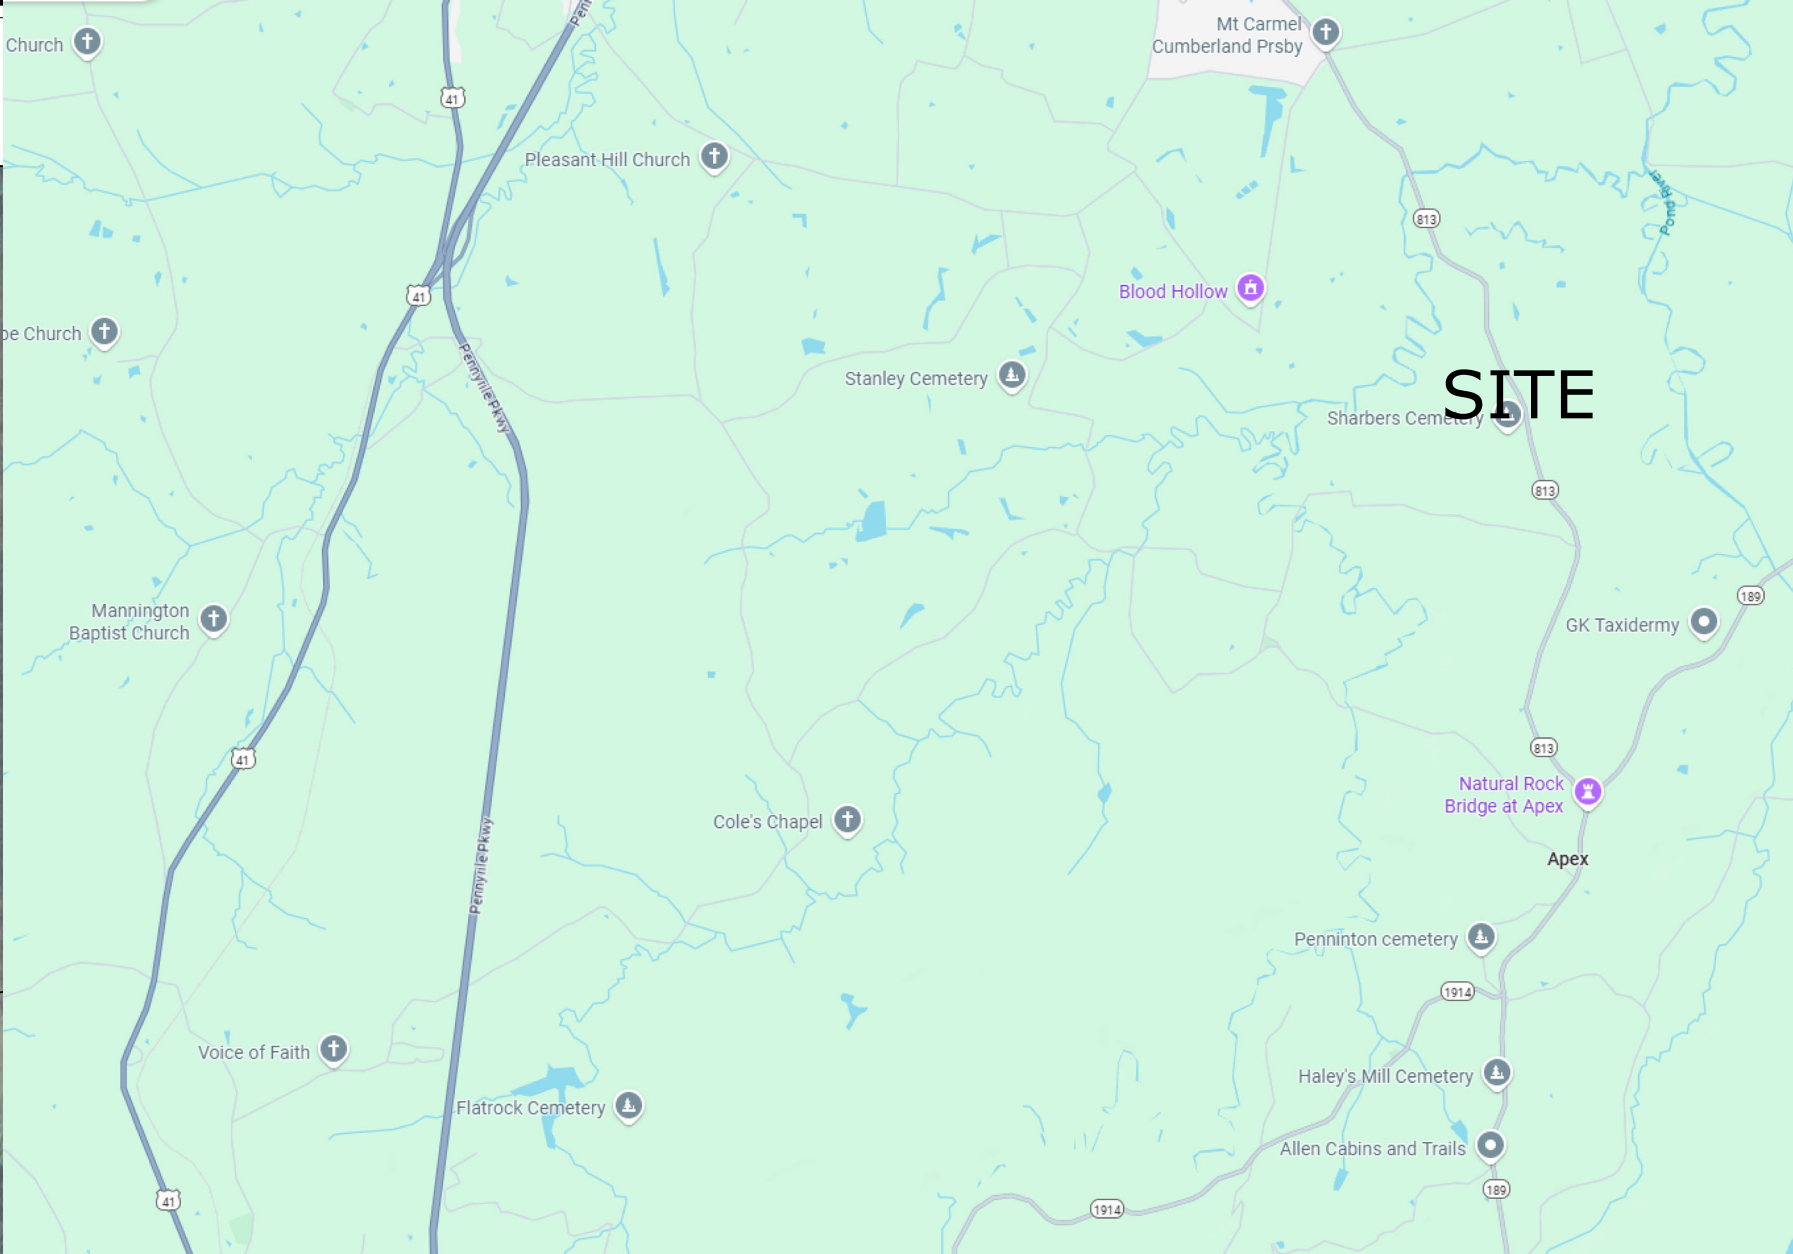 Church
Mt Carmel
Cumberland Prsby
41
Pleasant Hill Church
Pond River
813
Blood Hollow
41
Church
Pennyrile Pkwy
Stanley Cemetery
SITE
Sharbers Cemetery
813
189
Mannington
Baptist Church
GK Taxidermy
41
813
Natural Rock
Bridge at Apex
Cole's Chapel
Pennyrile Pkwy
Apex
Penninton cemetery
1914
Voice of Faith
Haley's Mill Cemetery
Flatrock Cemetery
Allen Cabins and Trails
189
41
1914